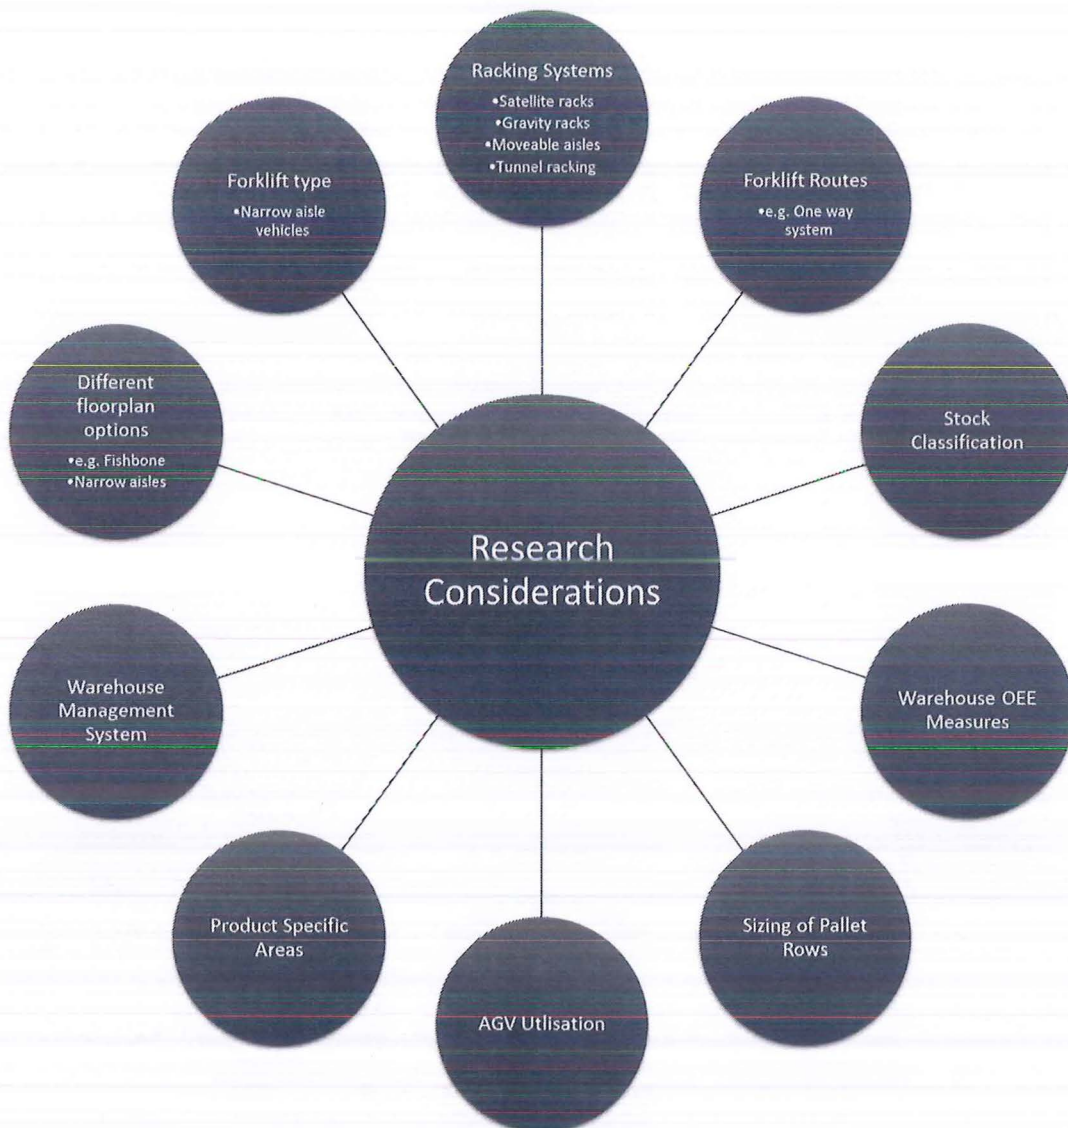 Racking Systems
•Satellite racks
•Gravity racks
•Moveable aisles
•Tunnel racking
Forklift Routes
•e.g. One way
system
Stock
Classification
Warehouse OEE
Measures
Sizing of Pallet
Rows
AGV Utlisation
Product Specific
Areas
Warehouse
Management
System
Different
floorplan
options
•e.g. Fishbone
•Narrow aisles
Forklift type
•Narrow aisle
vehicles
Research
Considerations